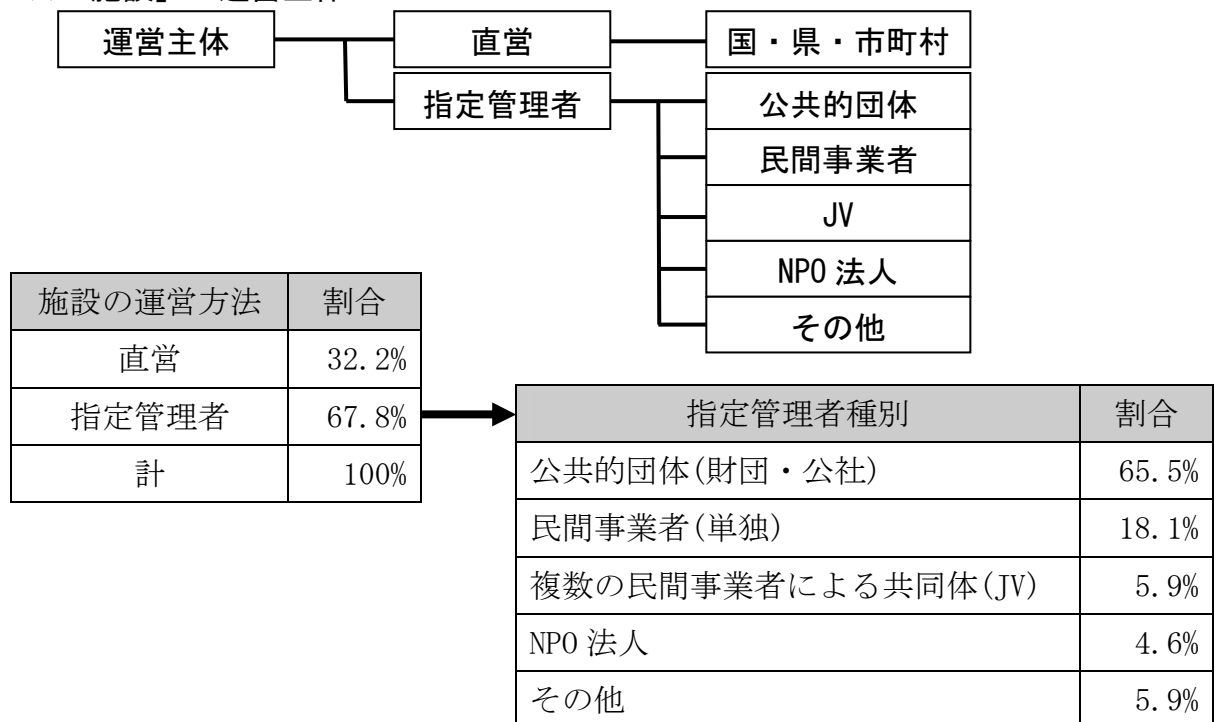 運営主体 直営 国・県・市町村
指定管理者 公共的団体
民間事業者
JV
NPO 法人
その他
施設の運営方法 割合
直営 32.2%
指定管理者 67.8%
計 100%
指定管理者種別 割合
公共的団体(財団・公社) 65.5%
民間事業者(単独) 18.1%
複数の民間事業者による共同体(JV) 5.9%
NPO 法人 4.6%
その他 5.9%